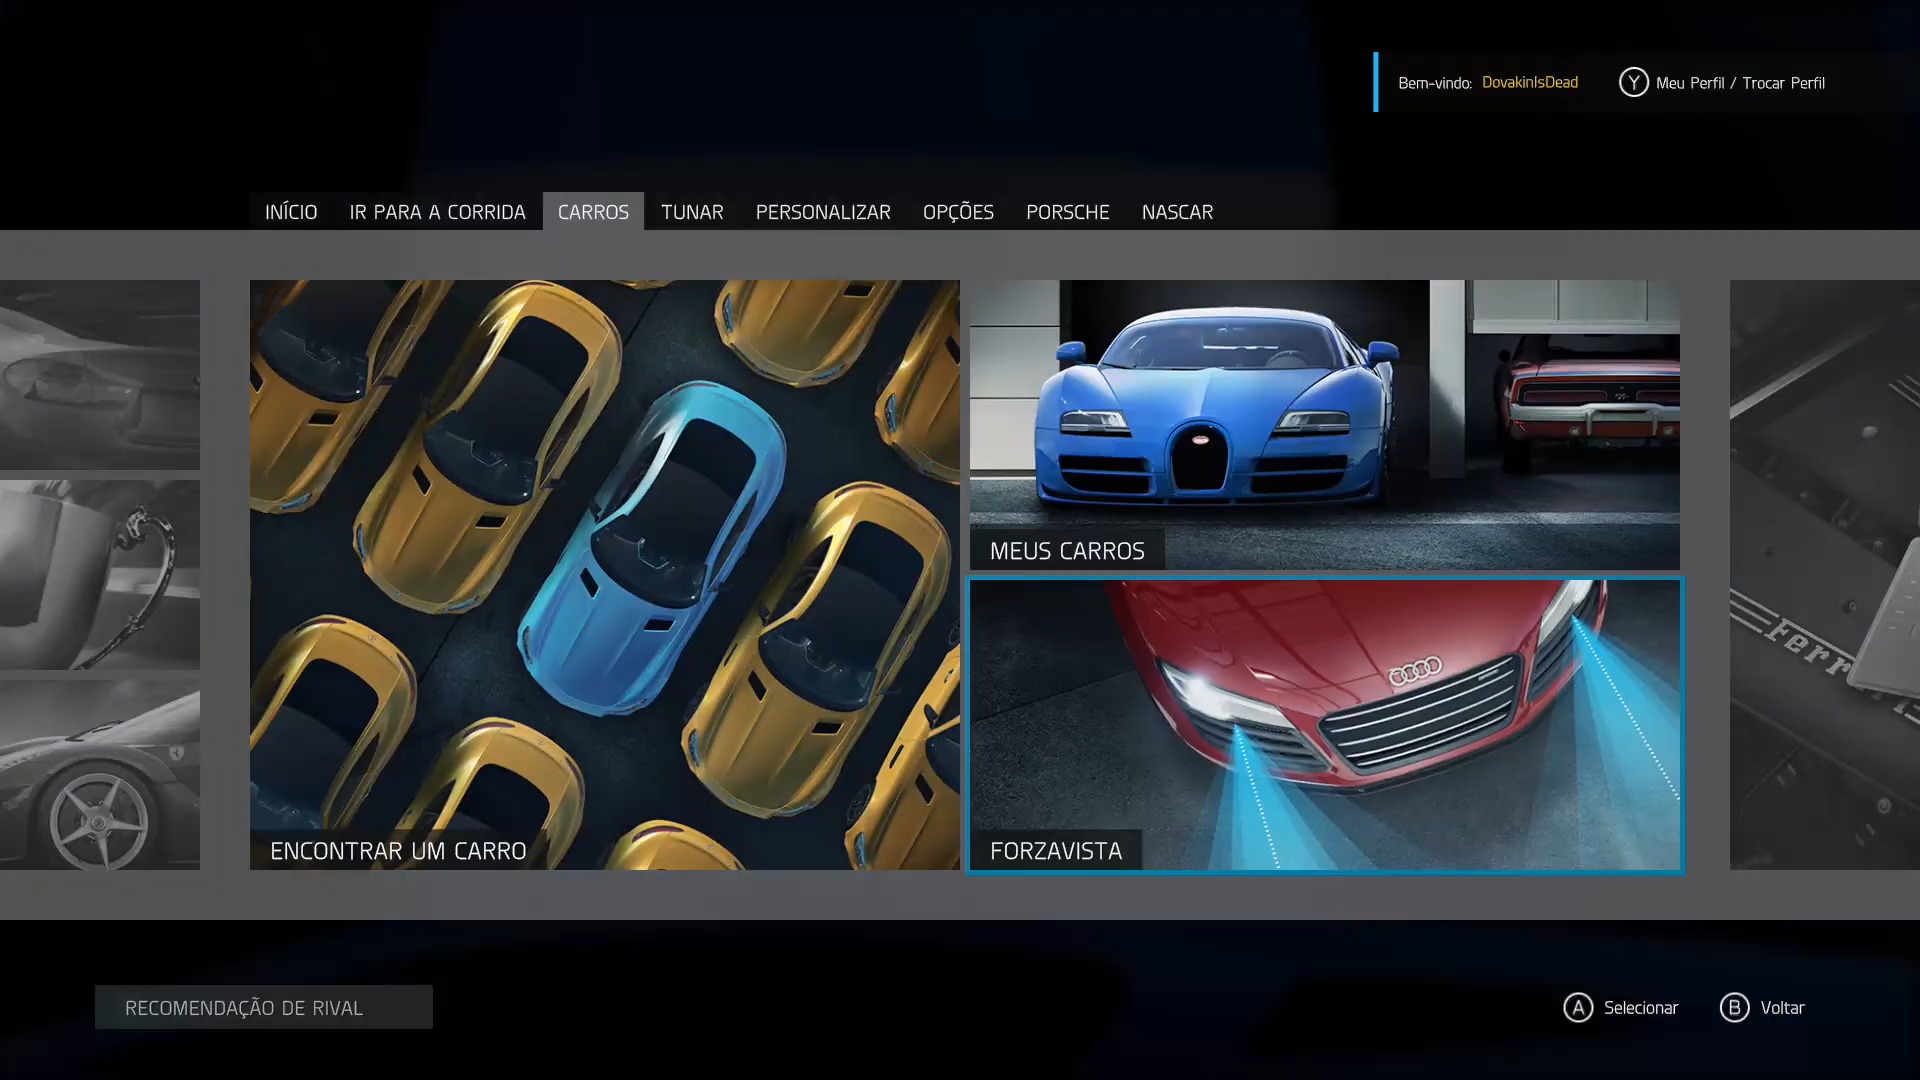 Bem-vindo: DovakinIsDead Y Meu Perfil / Trocar Perfil
INÍCIO IR PARA A CORRIDA CARROS TUNAR PERSONALIZAR OPÇÕES PORSCHE NASCAR
MEUS CARROS
ENCONTRAR UM CARRO
FORZAVISTA
RECOMENDAÇÃO DE RIVAL
A Selecionar B Voltar